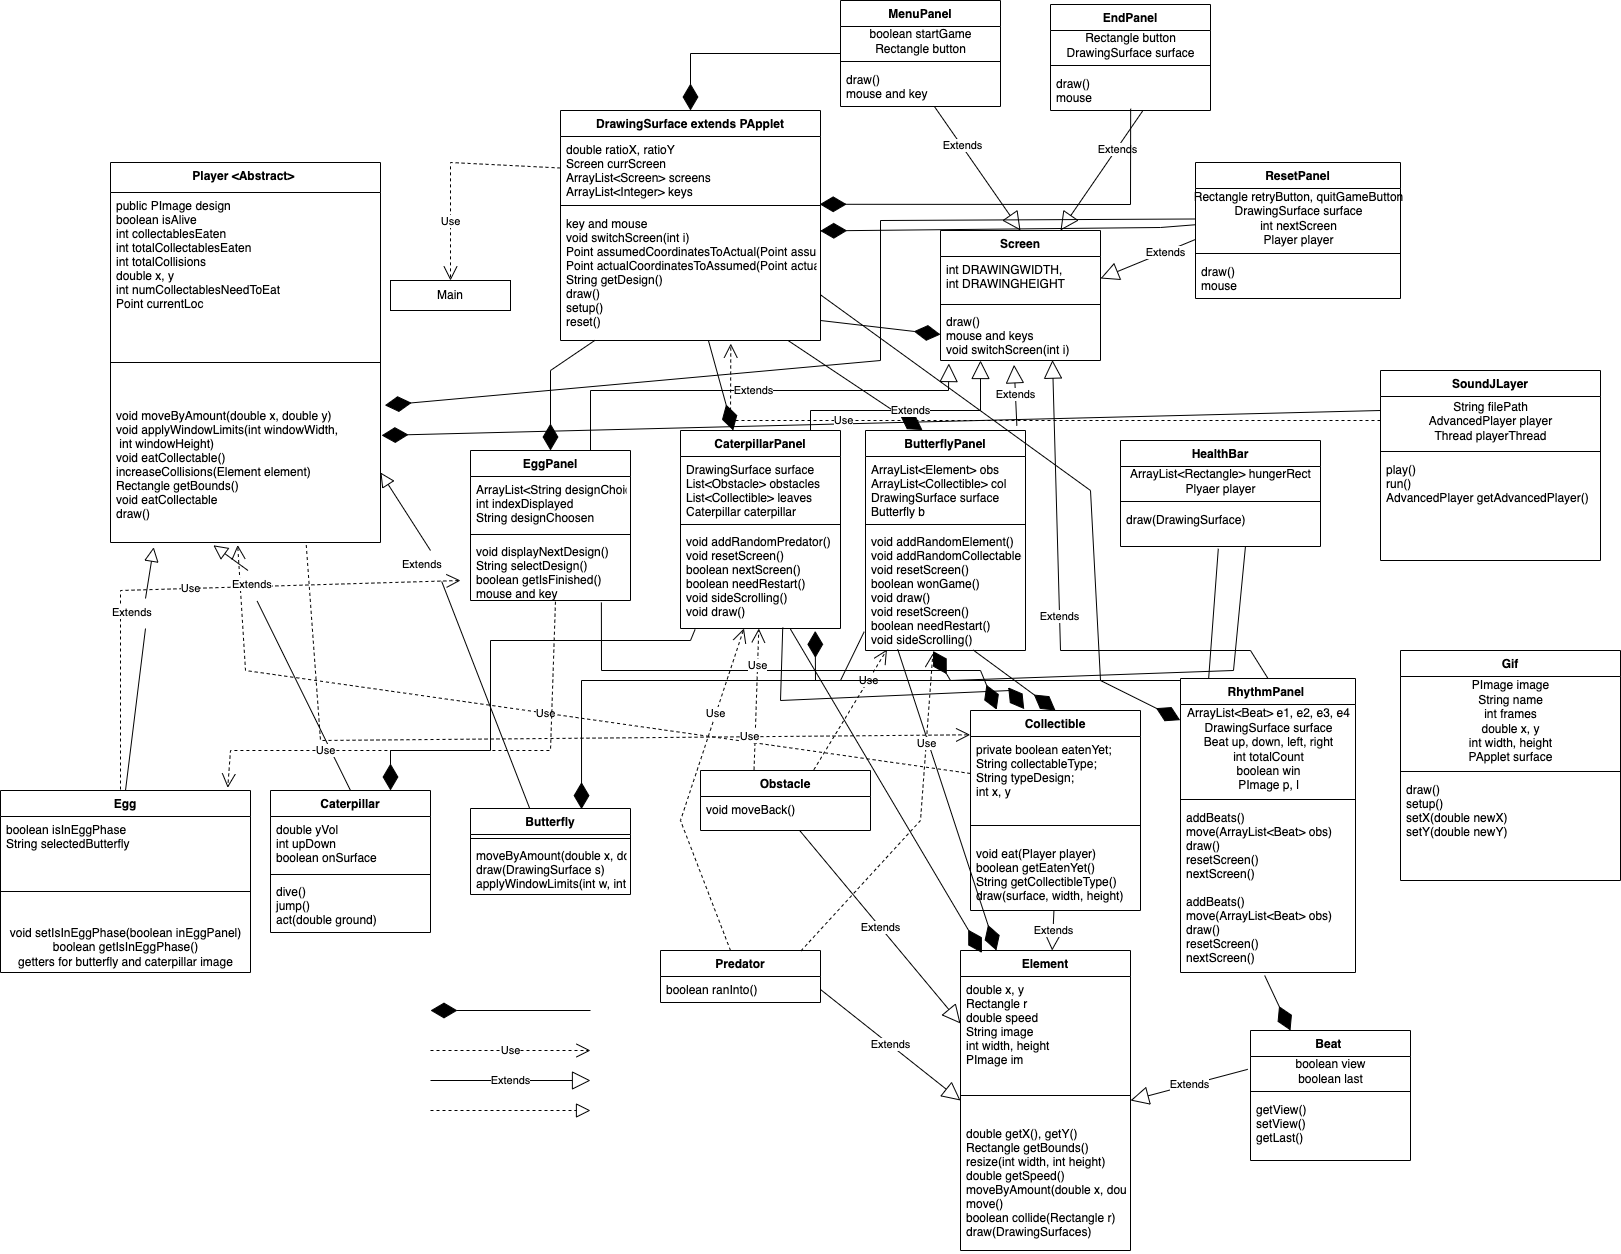 MenuPanel
boolean startGame
Rectangle button
draw()
mouse and key
EndPanel
Rectangle button
DrawingSurface surface
draw()
mouse
DrawingSurface extends PApplet
double ratioX, ratioY
Screen currScreen
ArrayList<Screen> screens
ArrayList<Integer> keys
key and mouse
void switchScreen(int i)
Point assumedCoordinatesToActual(Point assu
Point actualCoordinatesToAssumed(Point actua
String getDesign()
draw()
setup()
reset()
Extends
Extends
Player <Abstract>
public PImage design
boolean isAlive
int collectablesEaten
int totalCollectablesEaten
int totalCollisions
double x, y
int numCollectablesNeedToEat
Point currentLoc
void moveByAmount(double x, double y)
void applyWindowLimits(int windowWidth,
int windowHeight)
void eatCollectable()
increaseCollisions(Element element)
Rectangle getBounds()
void eatCollectable
draw()
Use
Main
ResetPanel
Rectangle retryButton, quitGameButton
DrawingSurface surface
int nextScreen
Player player
draw()
mouse
Extends
Screen
int DRAWINGWIDTH,
int DRAWINGHEIGHT
draw()
mouse and keys
void switchScreen(int i)
Extends
Extends
Extends
Use
SoundJLayer
String filePath
AdvancedPlayer player
Thread playerThread
play()
run()
AdvancedPlayer getAdvancedPlayer()
EggPanel
ArrayList<String designChoi
int indexDisplayed
String designChoosen
void displayNextDesign()
String selectDesign()
boolean getIsFinished()
mouse and key
CaterpillarPanel
DrawingSurface surface
List<Obstacle> obstacles
List<Collectible> leaves
Caterpillar caterpillar
void addRandomPredator()
void resetScreen()
boolean nextScreen()
boolean needRestart()
void sideScrolling()
void draw()
ButterflyPanel
ArrayList<Element> obs
ArrayList<Collectible> col
DrawingSurface surface
Butterfly b
void addRandomElement()
void addRandomCollectable
void resetScreen()
boolean wonGame()
void draw()
void resetScreen()
boolean needRestart()
void sideScrolling()
HealthBar
ArrayList<Rectangle> hungerRect
Plyaer player
draw(DrawingSurface)
Extends
Use
Extends
Extends
Extends
Use
Use
Use
Use
Use
Use
Use
Gif
PImage image
String name
int frames
double x, y
int width, height
PApplet surface
draw()
setup()
setX(double newX)
setY(double newY)
RhythmPanel
ArrayList<Beat> e1, e2, e3, e4
DrawingSurface surface
Beat up, down, left, right
int totalCount
boolean win
PImage p, l
addBeats()
move(ArrayList<Beat> obs)
draw()
resetScreen()
nextScreen()
addBeats()
move(ArrayList<Beat> obs)
draw()
resetScreen()
nextScreen()
Collectible
private boolean eatenYet;
String collectableType;
String typeDesign;
int x, y
void eat(Player player)
boolean getEatenYet()
String getCollectibleType()
draw(surface, width, height)
Obstacle
void moveBack()
Egg
boolean isInEggPhase
String selectedButterfly
void setIsInEggPhase(boolean inEggPanel)
boolean getIsInEggPhase()
getters for butterfly and caterpillar image
Caterpillar
double yVol
int upDown
boolean onSurface
dive()
jump()
act(double ground)
Butterfly
moveByAmount(double x, do
draw(DrawingSurface s)
applyWindowLimits(int w, int
Extends
Extends
Predator
boolean ranInto()
Extends
Element
double x, y
Rectangle r
double speed
String image
int width, height
PImage im
double getX(), getY()
Rectangle getBounds()
resize(int width, int height)
double getSpeed()
moveByAmount(double x, dou
move()
boolean collide(Rectangle r)
draw(DrawingSurfaces)
Extends
Beat
boolean view
boolean last
getView()
setView()
getLast()
Use
Extends